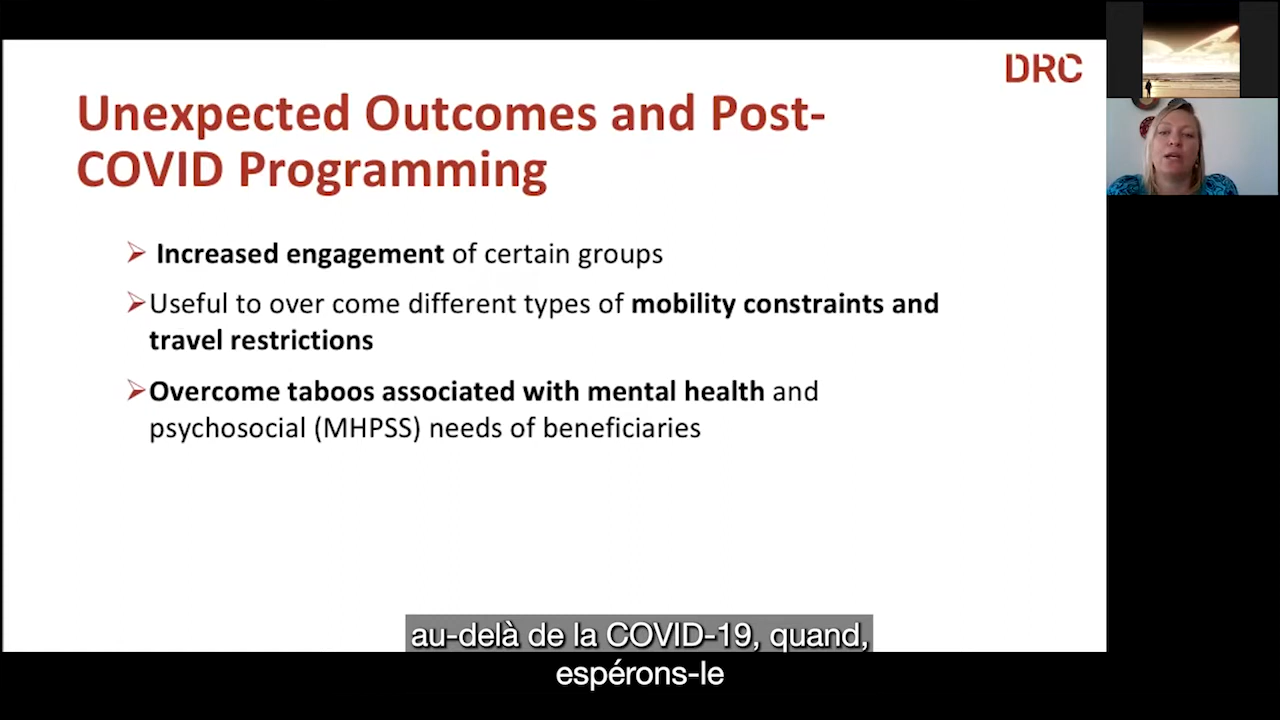 DRC
Unexpected Outcomes and Post-
COVID Programming
➢ Increased engagement of certain groups
➢Useful to over come different types of mobility constraints and
travel restrictions
➢Overcome taboos associated with mental health and
psychosocial (MHPSS) needs of beneficiaries
au-delà de la COVID-19, quand,
espérons-le